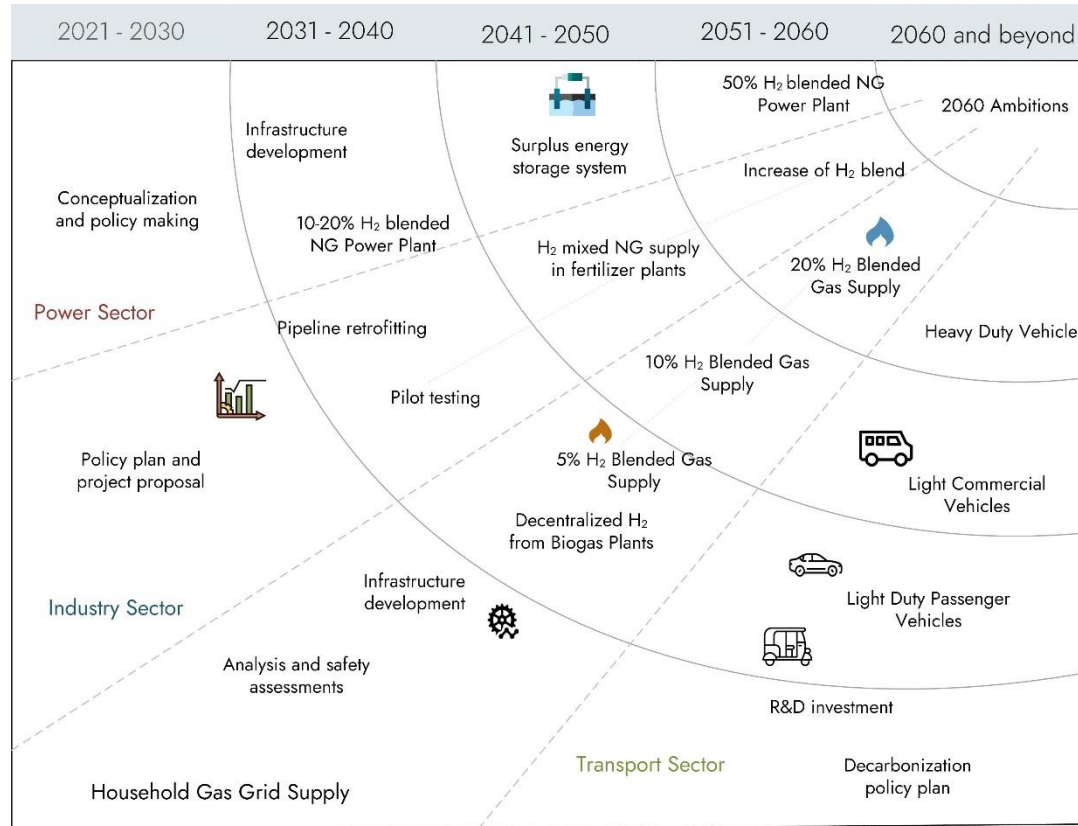 2021 - 2030
2031 - 2040
2041 - 2050
2051 - 2060
2060 and beyond
50% H₂ blended NG
Power Plant
2060 Ambitions
Infrastructure
development
Surplus energy
storage system
Increase of H₂ blend
Conceptualization
and policy making
10-20% H₂ blended
NG Power Plant
H₂ mixed NG supply
in fertilizer plants
20% H₂ Blended
Gas Supply
Power Sector
Pipeline retrofitting
Heavy Duty Vehicle
10% H₂ Blended Gas
Supply
Pilot testing
Policy plan and
project proposal
5% H₂ Blended Gas
Supply
Light Commercial
Vehicles
Decentralized H₂
from Biogas Plants
Infrastructure
development
Industry Sector
Light Duty Passenger
Vehicles
Analysis and safety
assessments
R&D investment
Transport Sector
Decarbonization
policy plan
Household Gas Grid Supply